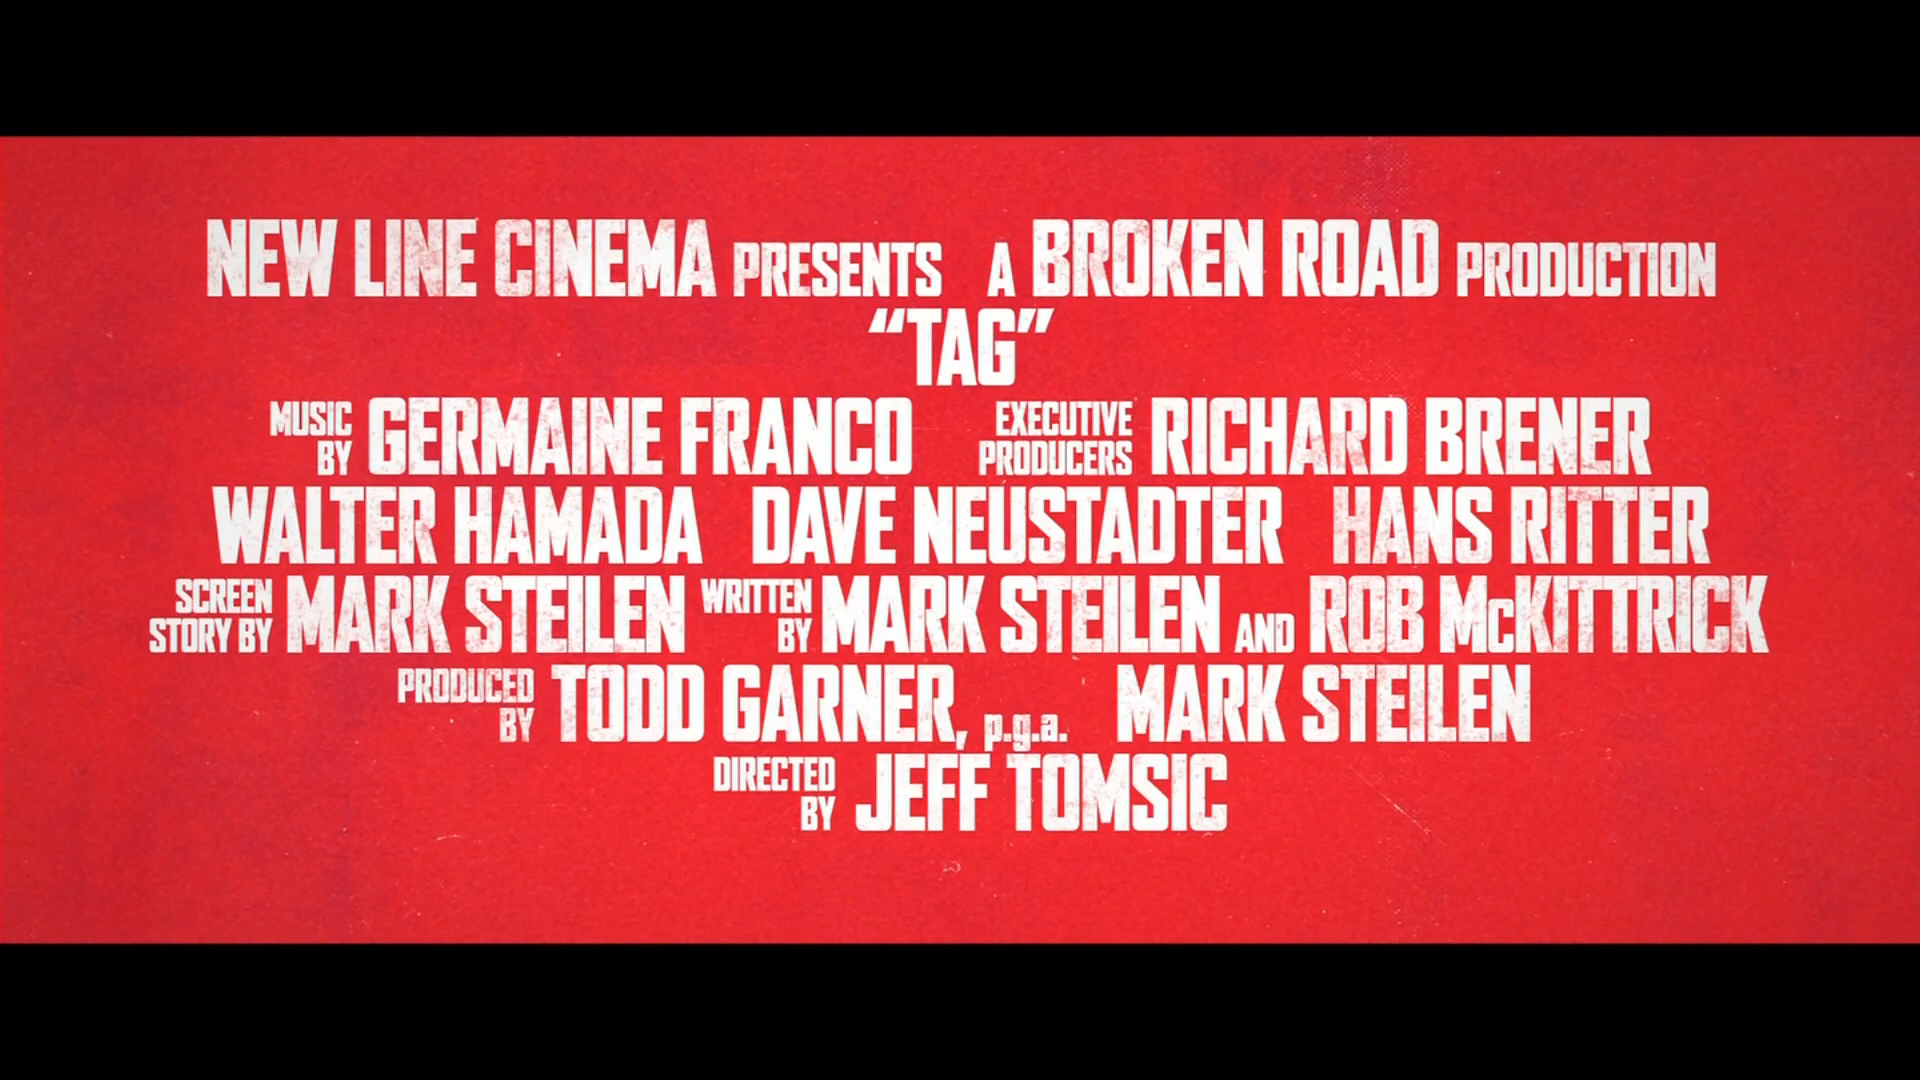 NEW LINE CINEMA PRESENTS A BROKEN ROAD PRODUCTION
“TAG”
MUSIC BY GERMAINE FRANCO EXECUTIVE PRODUCERS RICHARD BRENER
WALTER HAMADA DAVE NEUSTADTER HANS RITTER
SCREEN STORY BY MARK STEILEN WRITTEN BY MARK STEILEN AND ROB McKITTRICK
PRODUCED BY TODD GARNER, p.g.a. MARK STEILEN
DIRECTED BY JEFF TOMSIC